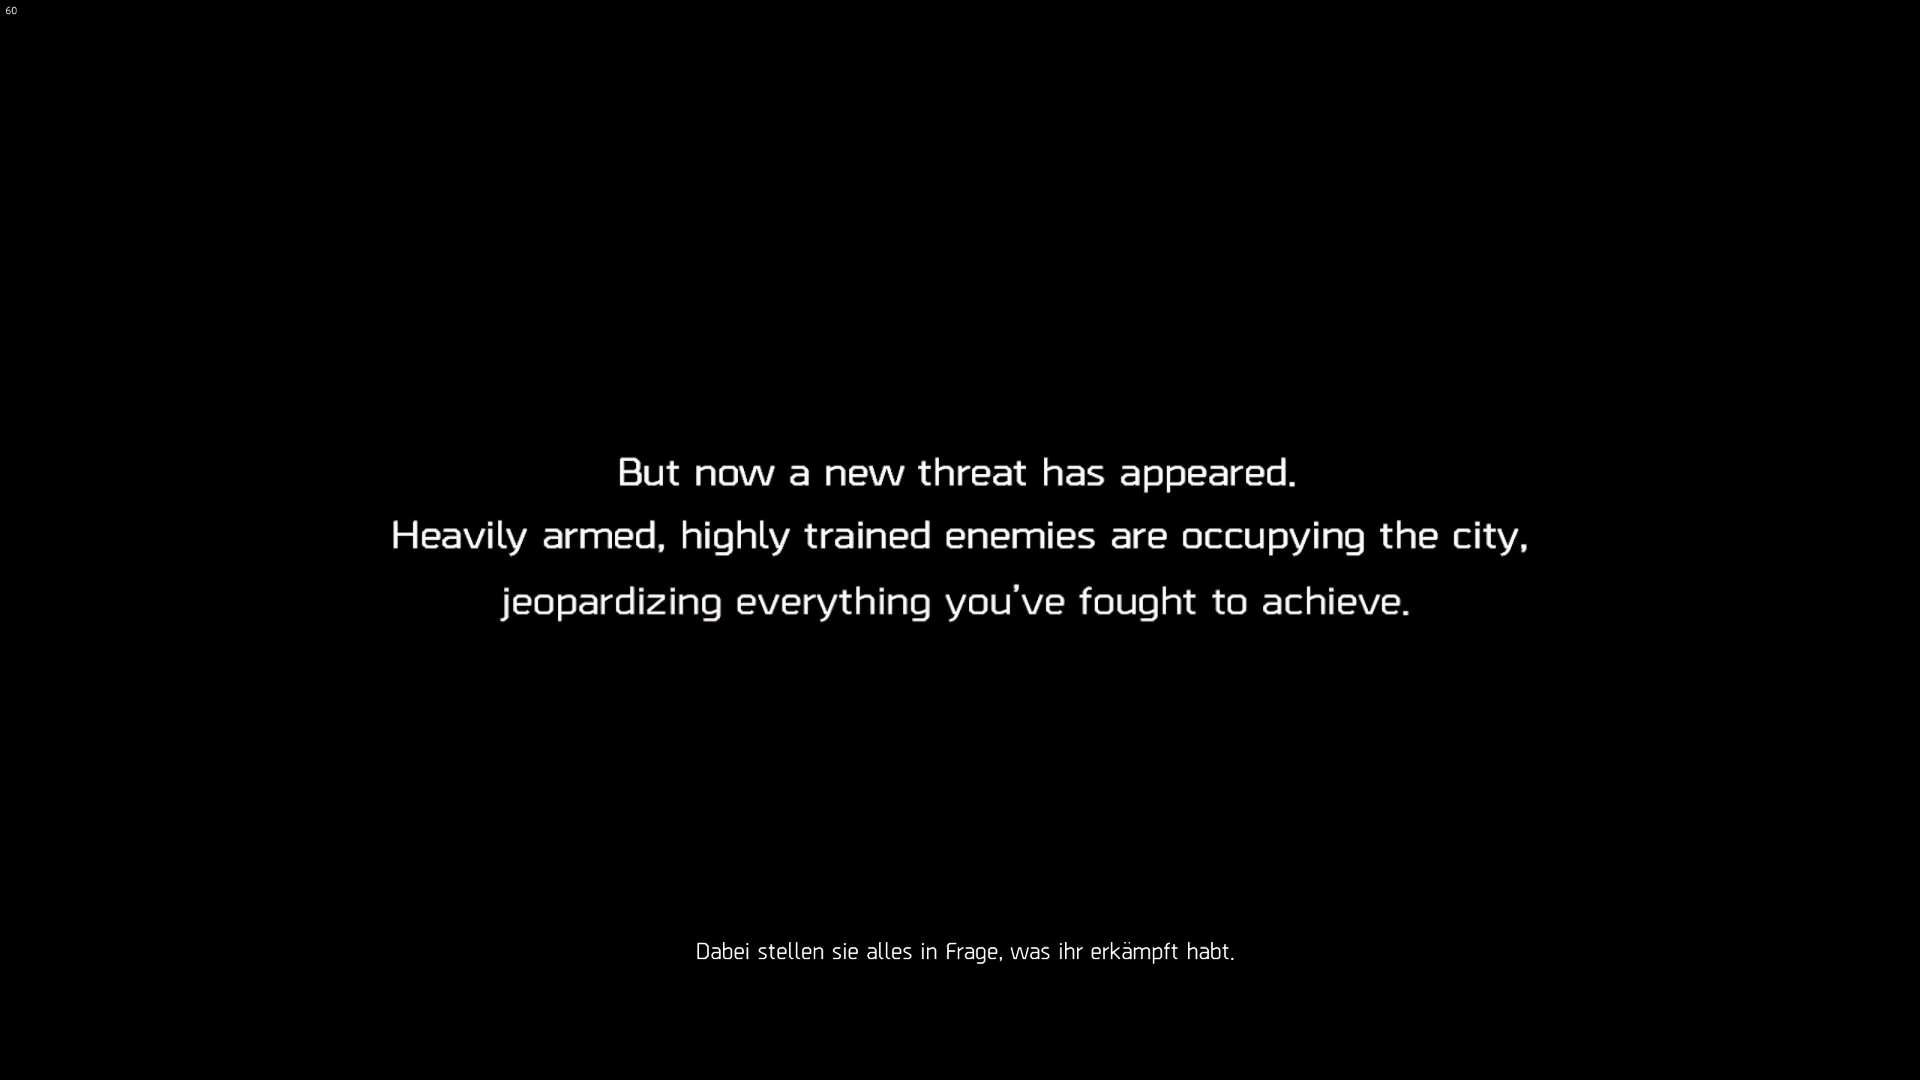 60
But now a new threat has appeared.
Heavily armed, highly trained enemies are occupying the city,
jeopardizing everything you've fought to achieve.
Dabei stellen sie alles in Frage, was ihr erkämpft habt.